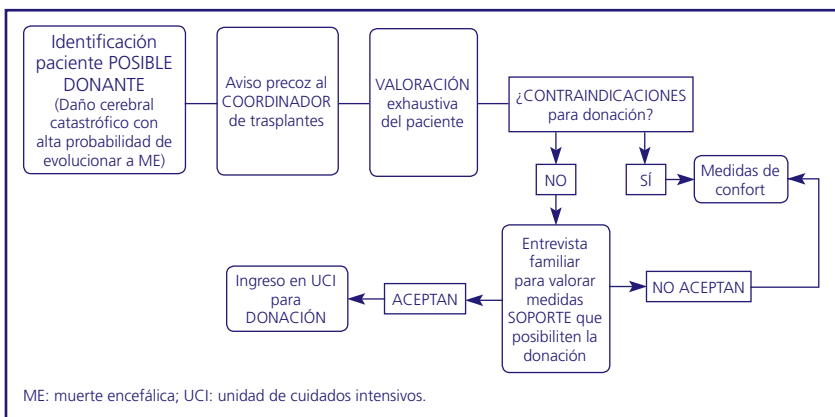 Identificación
paciente POSIBLE
DONANTE
(Daño cerebral
catastrófico con
alta probabilidad de
evolucionar a ME)
Aviso precoz al
COORDINADOR
de trasplantes
VALORACIÓN
exhaustiva
del paciente
¿CONTRAINDICACIONES
para donación?
NO
SÍ
Medidas de
confort
Entrevista
familiar
para valorar
medidas
SOPORTE que
posibiliten la
donación
NO ACEPTAN
ACEPTAN
Ingreso en UCI
para
DONACIÓN
ME: muerte encefálica; UCI: unidad de cuidados intensivos.